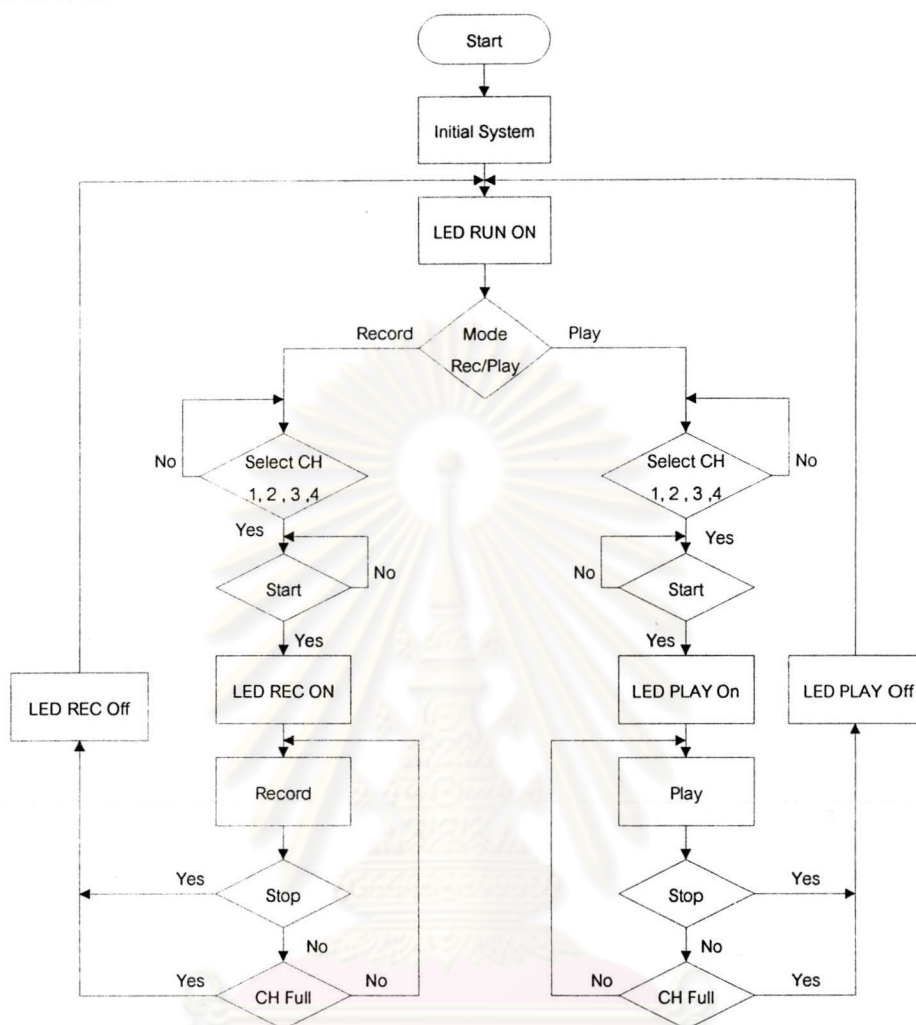 Start
Initial System
LED RUN ON
Record
Mode
Rec/Play
Play
No
Select CH
1, 2 , 3 ,4
Yes
Select CH
1, 2 , 3 ,4
No
Yes
Start
No
Yes
No
Start
Yes
LED REC Off
LED REC ON
LED PLAY On
LED PLAY Off
Record
Play
Yes
Stop
No
Stop
Yes
No
Yes
CH Full
No
No
CH Full
Yes